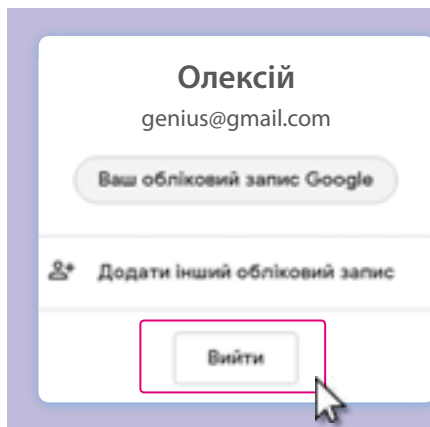 Олексій
genius@gmail.com
Ваш обліковий запис Google
Додати інший обліковий запис
Вийти